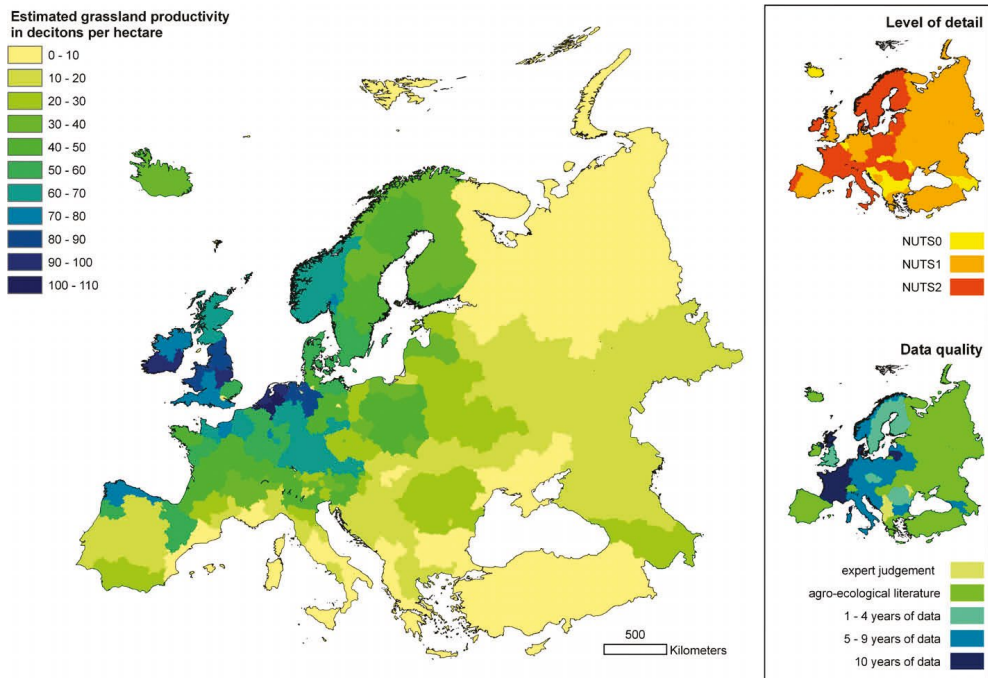 Estimated grassland productivity
in decitons per hectare
0 - 10
10 - 20
20 - 30
30 - 40
40 - 50
50 - 60
60 - 70
70 - 80
80 - 90
90 - 100
100 - 110
500
Kilometers
Level of detail
NUTS0
NUTS1
NUTS2
Data quality
expert judgement
agro-ecological literature
1 - 4 years of data
5 - 9 years of data
10 years of data